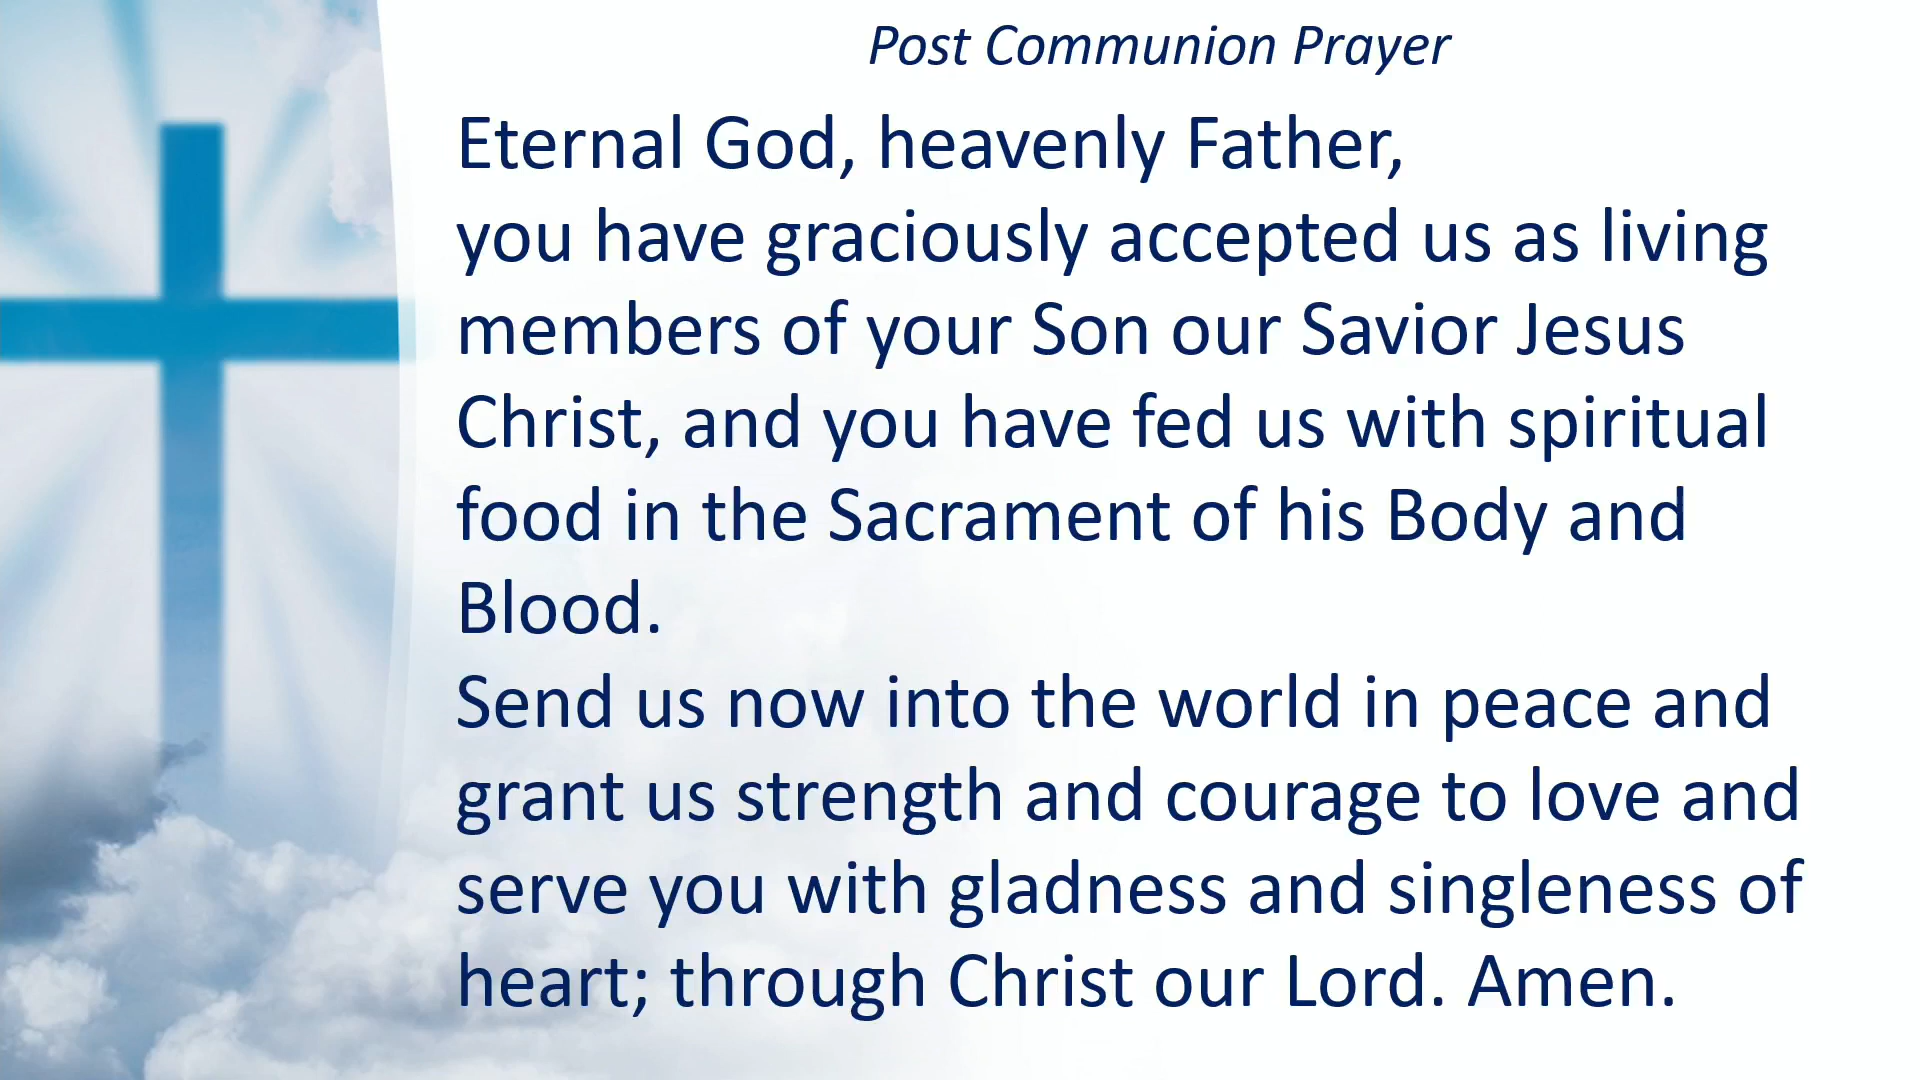 Post Communion Prayer
Eternal God, heavenly Father,
you have graciously accepted us as living
members of your Son our Savior Jesus
Christ, and you have fed us with spiritual
food in the Sacrament of his Body and
Blood.
Send us now into the world in peace and
grant us strength and courage to love and
serve you with gladness and singleness of
heart; through Christ our Lord. Amen.